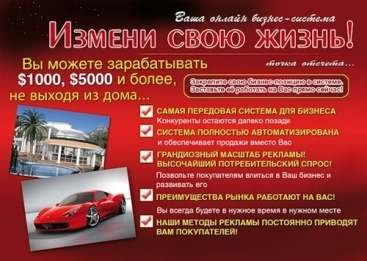 Ваша онлайн бизнес-система
Измени свою жизнь!
точка отсчета...
Вы можете зарабатывать
$1000, $5000 и более,
не выходя из дома...
Закрепите свою бизнес-позицию в системе.
Заставьте её работать на Вас прямо сейчас!
САМАЯ ПЕРЕДОВАЯ СИСТЕМА ДЛЯ БИЗНЕСА
Конкуренты остаются далеко позади
СИСТЕМА ПОЛНОСТЬЮ АВТОМАТИЗИРОВАНА
и обеспечивает продажи вместо Вас
ГРАНДИОЗНЫЙ МАСШТАБ РЕКЛАМЫ!
ВЫСОЧАЙШИЙ ПОТРЕБИТЕЛЬСКИЙ СПРОС!
Позвольте покупателям влиться в Ваш бизнес и
развивать его
ПРЕИМУЩЕСТВА РЫНКА РАБОТАЮТ НА ВАС!
Вы всегда будете в нужное время в нужном месте
НАШИ МЕТОДЫ РЕКЛАМЫ ПОСТОЯННО ПРИВОДЯТ
ВАМ ПОКУПАТЕЛЕЙ!